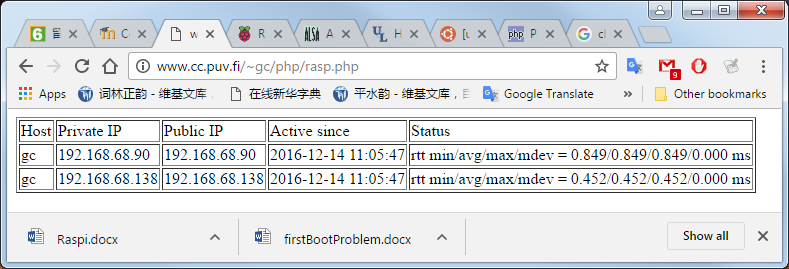 C
w
R
A
H
[u
P
cl
www.cc.puv.fi/~gc/php/rasp.php
9
Apps 词林正韵 - 维基文库, 在线新华字典 平水韵 - 维基文库, Google Translate » Other bookmarks
Host Private IP Public IP Active since Status
gc 192.168.68.90 192.168.68.90 2016-12-14 11:05:47 rtt min/avg/max/mdev = 0.849/0.849/0.849/0.000 ms
gc 192.168.68.138 192.168.68.138 2016-12-14 11:05:47 rtt min/avg/max/mdev = 0.452/0.452/0.452/0.000 ms
Raspi.docx firstBootProblem.docx Show all